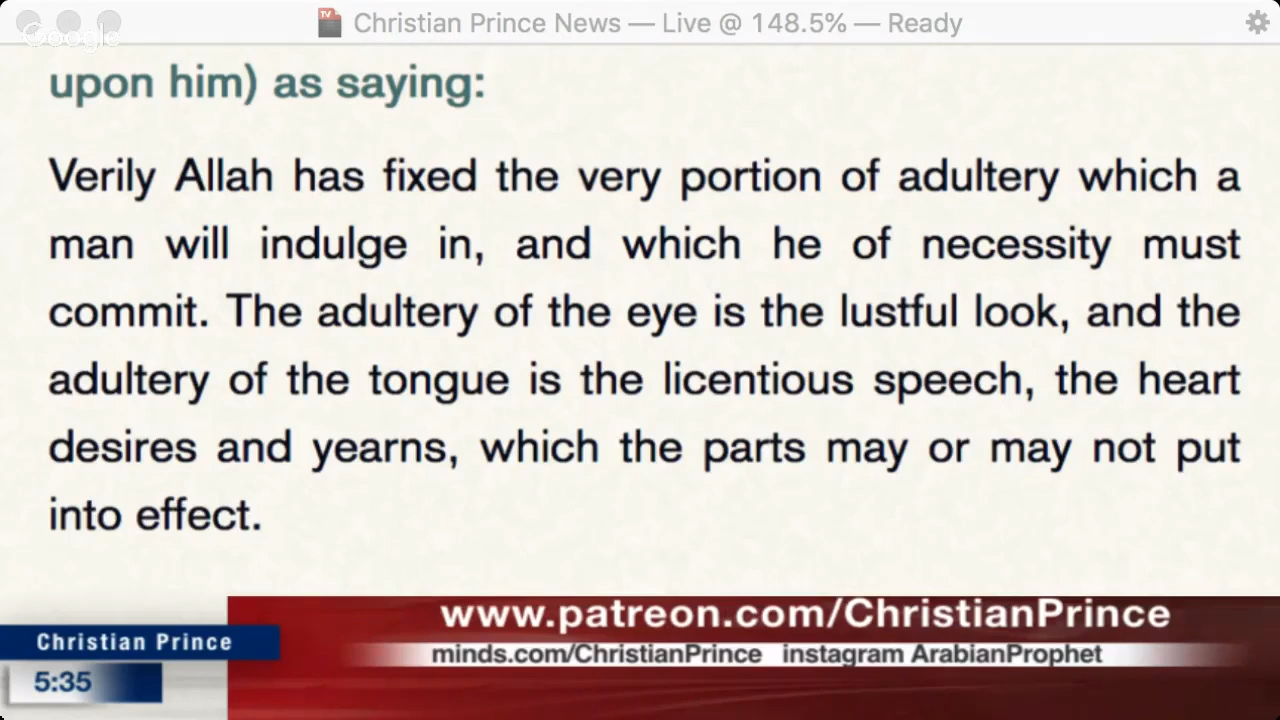 Christian Prince News — Live @ 148.5% — Ready
Google
upon him) as saying:
Verily Allah has fixed the very portion of adultery which a
man will indulge in, and which he of necessity must
commit. The adultery of the eye is the lustful look, and the
adultery of the tongue is the licentious speech, the heart
desires and yearns, which the parts may or may not put
into effect.
www.patreon.com/ChristianPrince
Christian Prince
minds.com/ChristianPrince instagram ArabianProphet
5:35